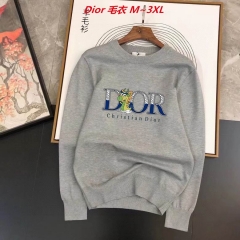 Dior 毛衣 M-3XL
毛衫
DIOR
Christian Dior